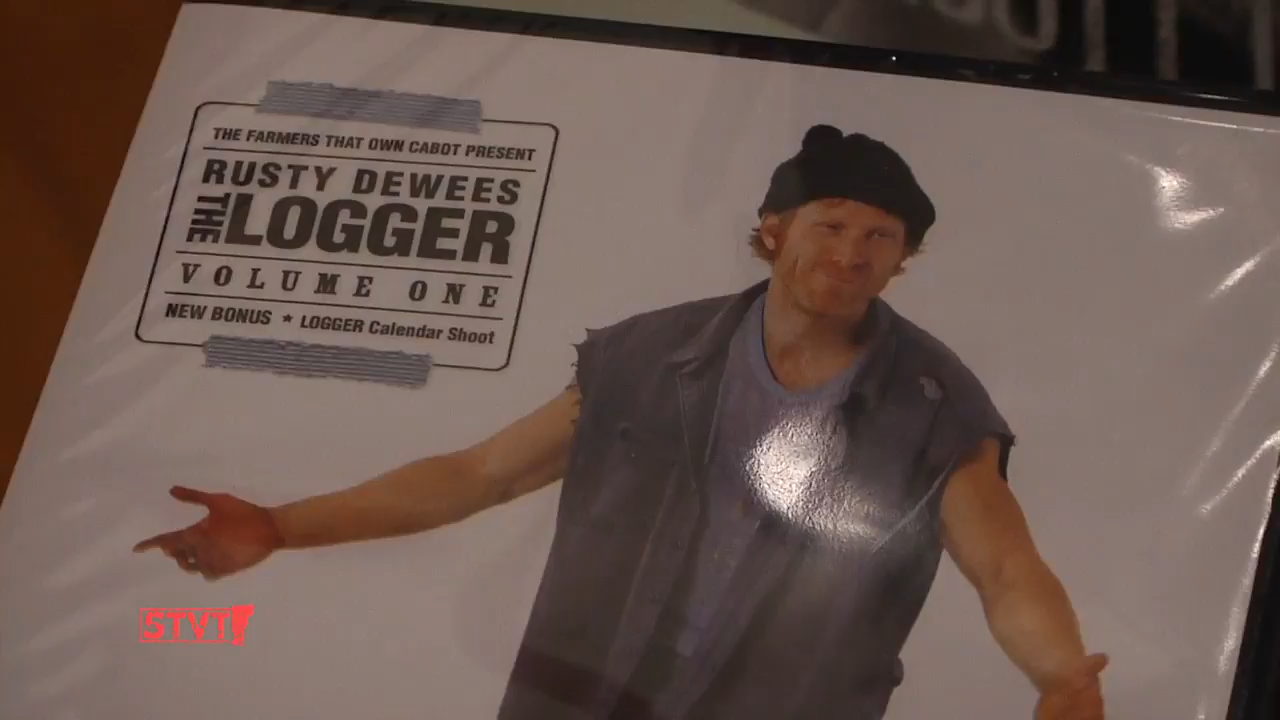 THE FARMERS THAT OWN CABOT PRESENT
RUSTY DEWEES
THE LOGGER
VOLUME ONE
NEW BONUS * LOGGER Calendar Shoot
STVT